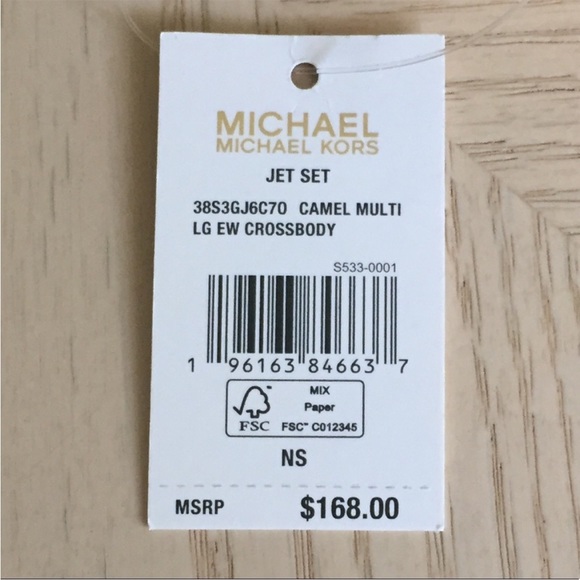 MICHAEL
MICHAEL KORS
JET SET
38S3GJ6C70 CAMEL MULTI
LG EW CROSSBODY
S533-0001
1 96163 84663 7
MIX
Paper
FSC™ C012345
FSC
NS
MSRP $168.00